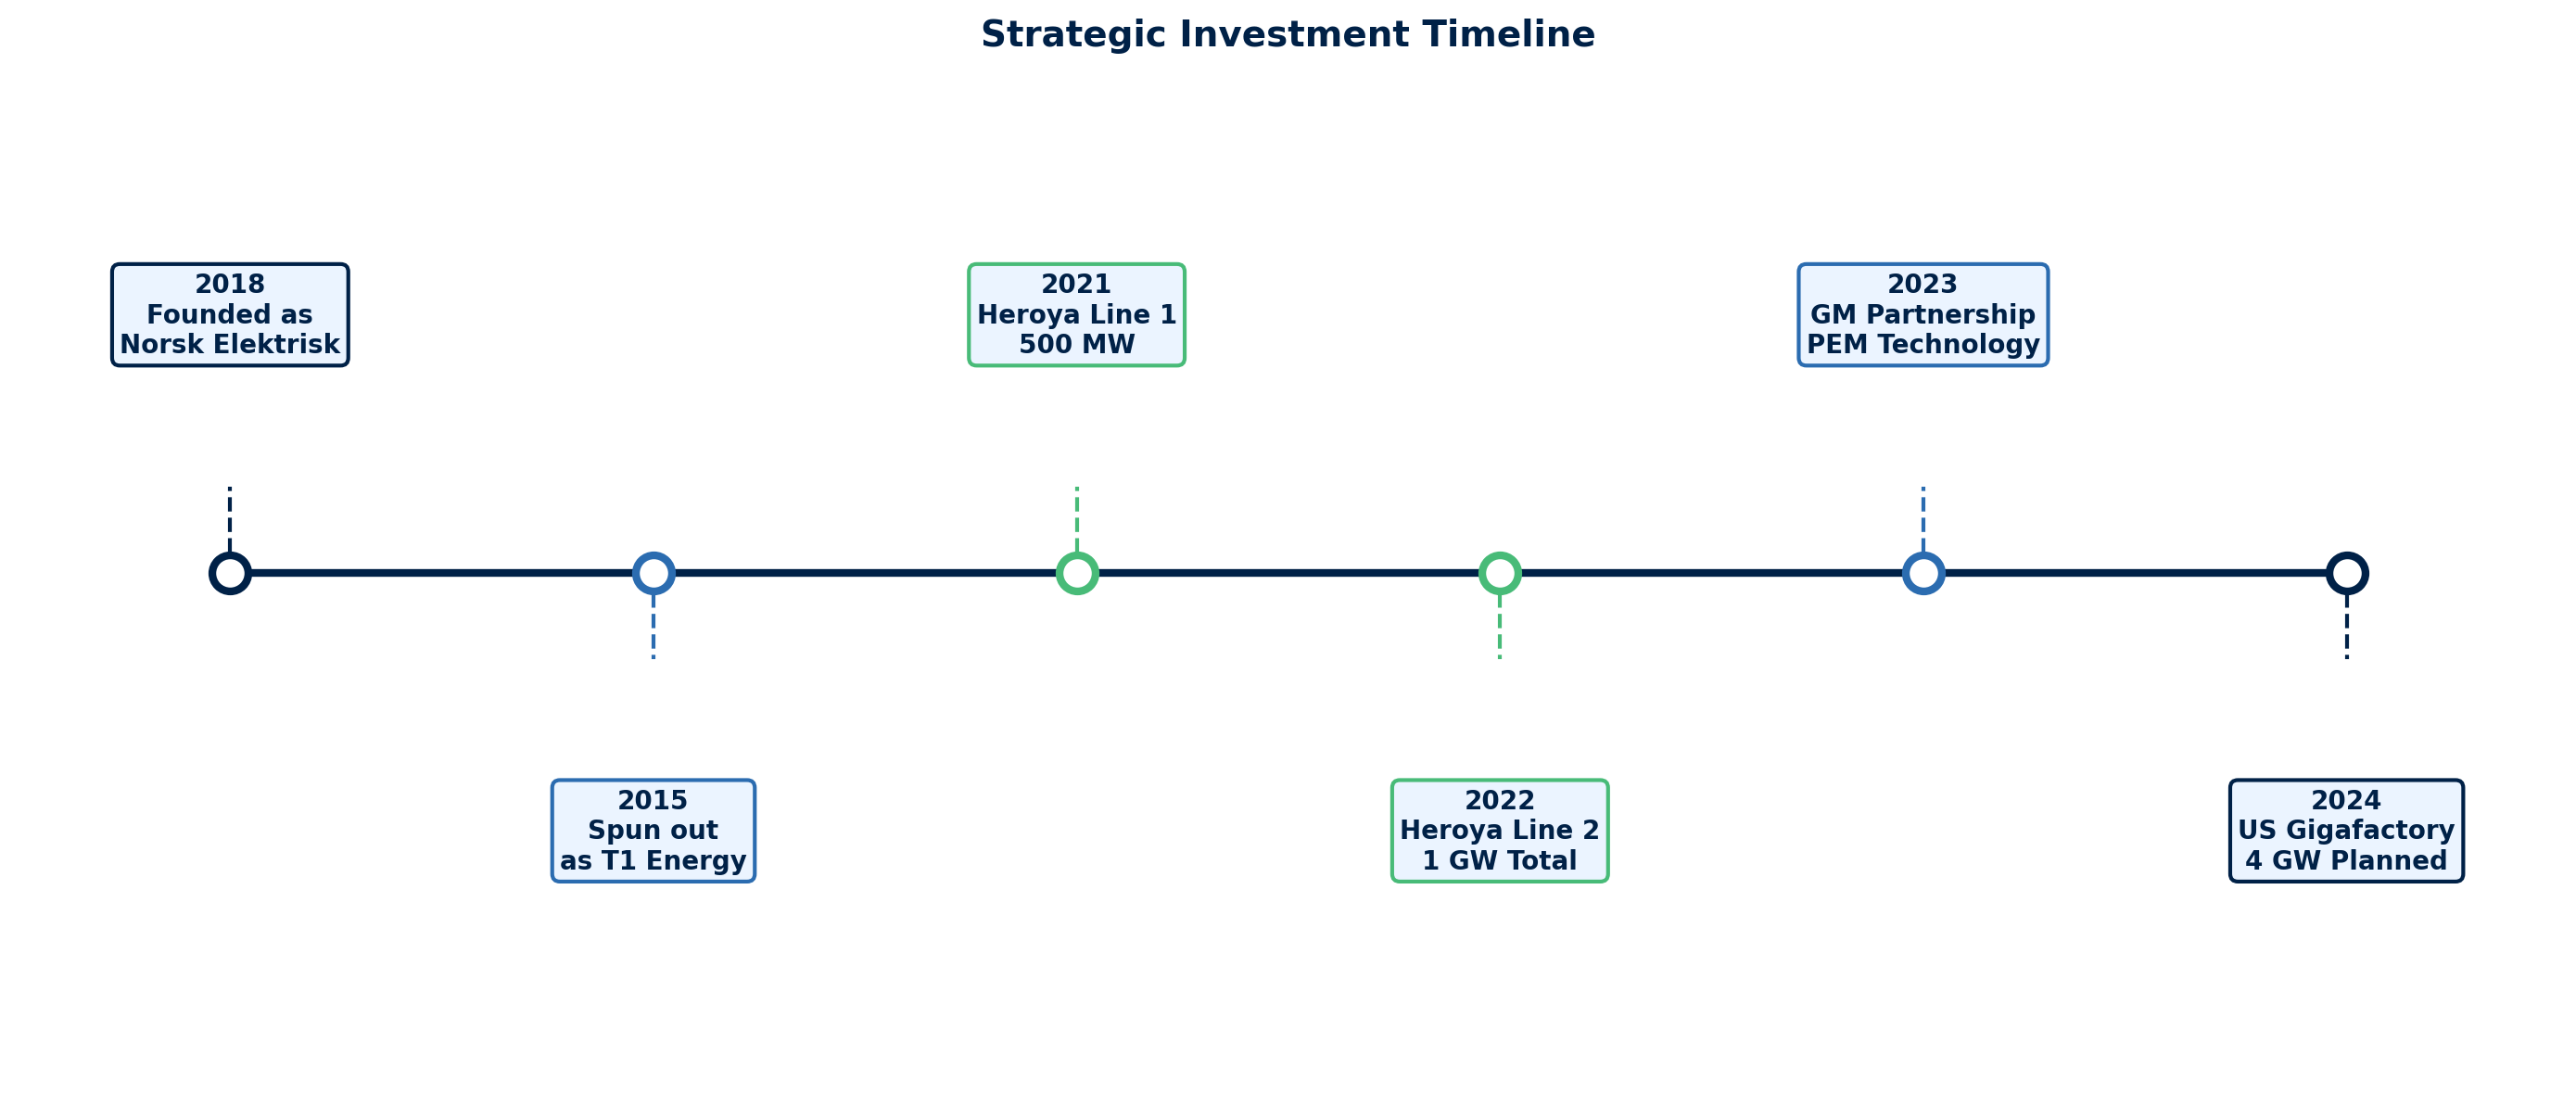 Strategic Investment Timeline
2018
Founded as
Norsk Elektrisk
2015
Spun out
as T1 Energy
2021
Heroya Line 1
500 MW
2022
Heroya Line 2
1 GW Total
2023
GM Partnership
PEM Technology
2024
US Gigafactory
4 GW Planned